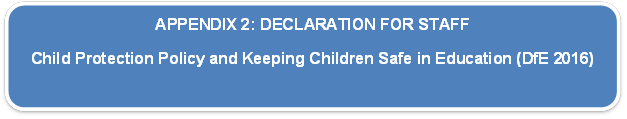 APPENDIX 2: DECLARATION FOR STAFF
Child Protection Policy and Keeping Children Safe in Education (DfE 2016)